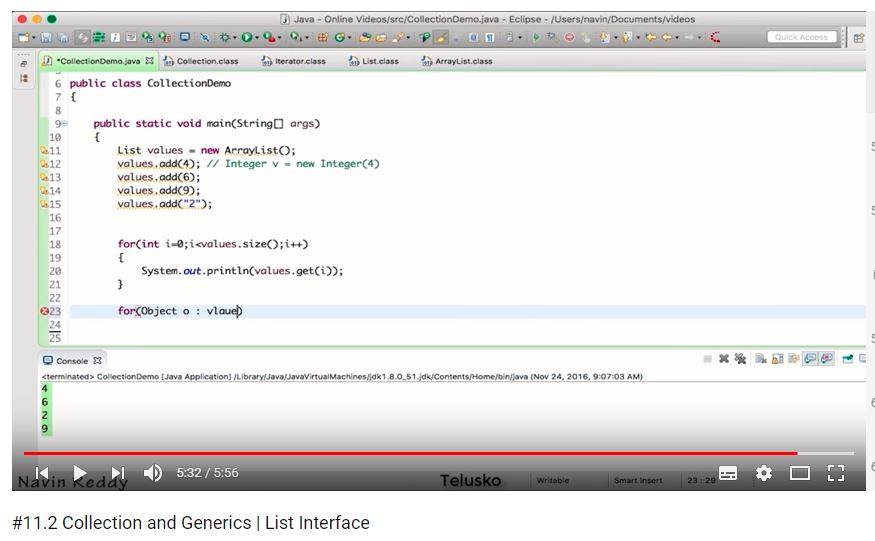 Java - Online Videos/src/CollectionDemo.java - Eclipse - /Users/navin/Documents/videos
Quick Access
*CollectionDemo.java Collection.class Iterator.class List.class ArrayList.class
6 public class CollectionDemo
7 {
8
9 public static void main(String[] args)
10 {
11 List values = new ArrayList();
12 values.add(4); // Integer v = new Integer(4)
13 values.add(6);
14 values.add(9);
15 values.add("2");
16
17
18 for(int i=0;i<values.size();i++)
19 {
20 System.out.println(values.get(i));
21 }
22
23 for(Object o : vlaue)
24
25
Console
<terminated> CollectionDemo [Java Application] /Library/Java/JavaVirtualMachines/jdk1.8.0_51.jdk/Contents/Home/bin/java (Nov 24, 2016, 9:07:03 AM)
4
6
2
9
5:32 / 5:56
Navin Reddy Telusko Writable Smart Insert 23 : 29
#11.2 Collection and Generics | List Interface